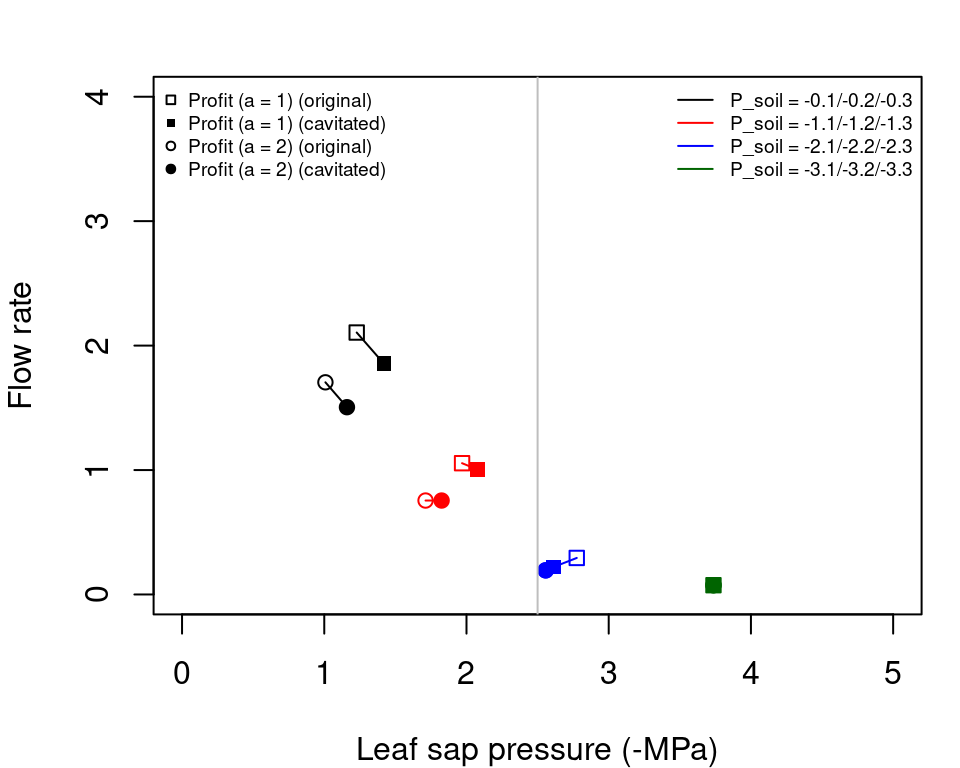 Profit (a = 1) (original)
Profit (a = 1) (cavitated)
Profit (a = 2) (original)
Profit (a = 2) (cavitated)
P_soil = -0.1/-0.2/-0.3
P_soil = -1.1/-1.2/-1.3
P_soil = -2.1/-2.2/-2.3
P_soil = -3.1/-3.2/-3.3
4
3
2
1
0
Flow rate
0 1 2 3 4 5
Leaf sap pressure (-MPa)